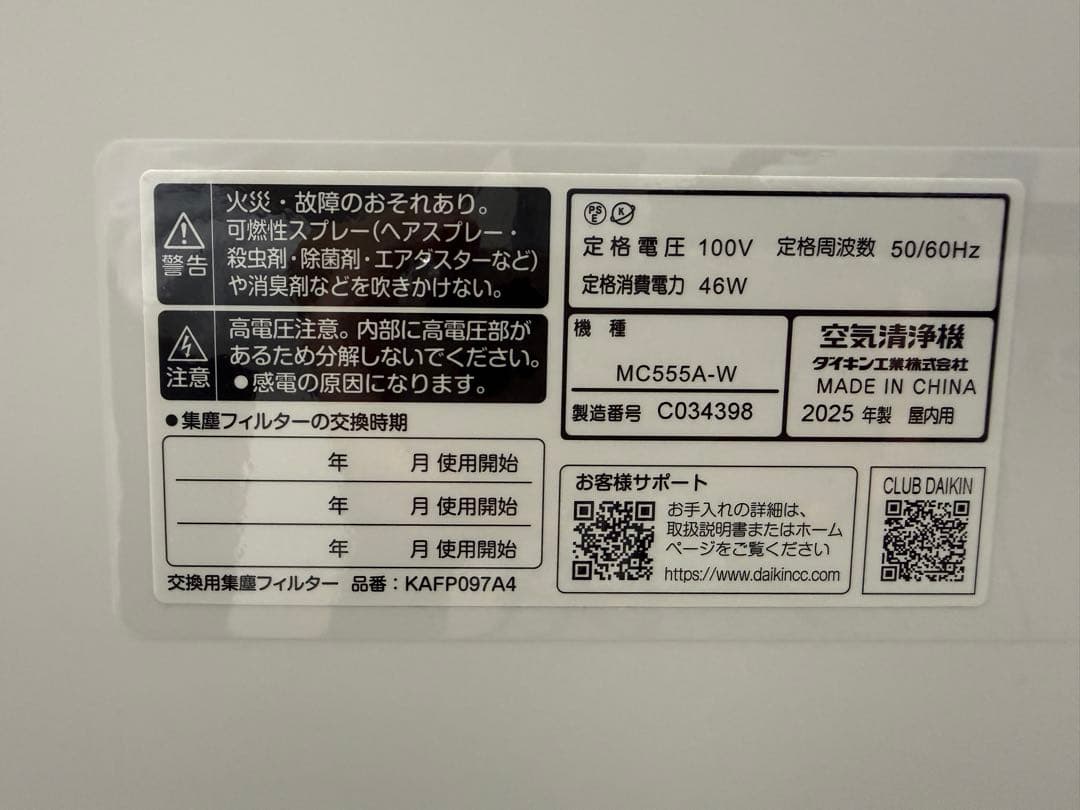 警告
火災・故障のおそれあり。
可燃性スプレー(ヘアスプレー・
殺虫剤・除菌剤・エアダスターなど)
や消臭剤などを吹きかけない。
注意
高電圧注意。内部に高電圧部が
あるため分解しないでください。
●感電の原因になります。
●集塵フィルターの交換時期
年 月 使用開始
年 月 使用開始
年 月 使用開始
交換用集塵フィルター 品番:KAFP097A4
PSE K
定格電圧 100V 定格周波数 50/60Hz
定格消費電力 46W
機種
MC555A-W
製造番号 C034398
空気清浄機
ダイキン工業株式会社
MADE IN CHINA
2025 年製 屋内用
お客様サポート
お手入れの詳細は、
取扱説明書またはホーム
ページをご覧ください
https://www.daikincc.com
CLUB DAIKIN